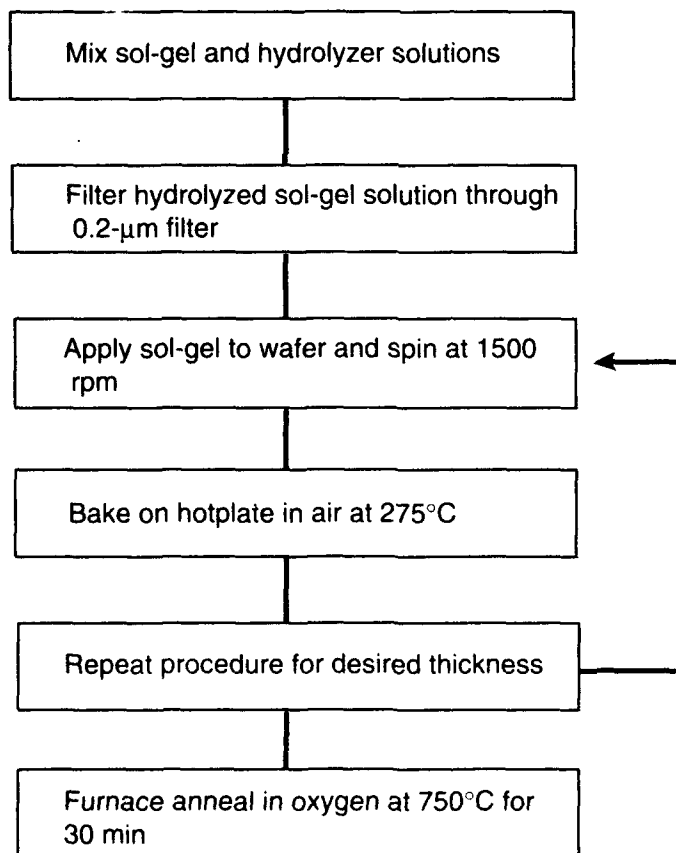 Mix sol-gel and hydrolyzer solutions
Filter hydrolyzed sol-gel solution through
0.2-μm filter
Apply sol-gel to wafer and spin at 1500
rpm
Bake on hotplate in air at 275°C
Repeat procedure for desired thickness
Furnace anneal in oxygen at 750°C for
30 min